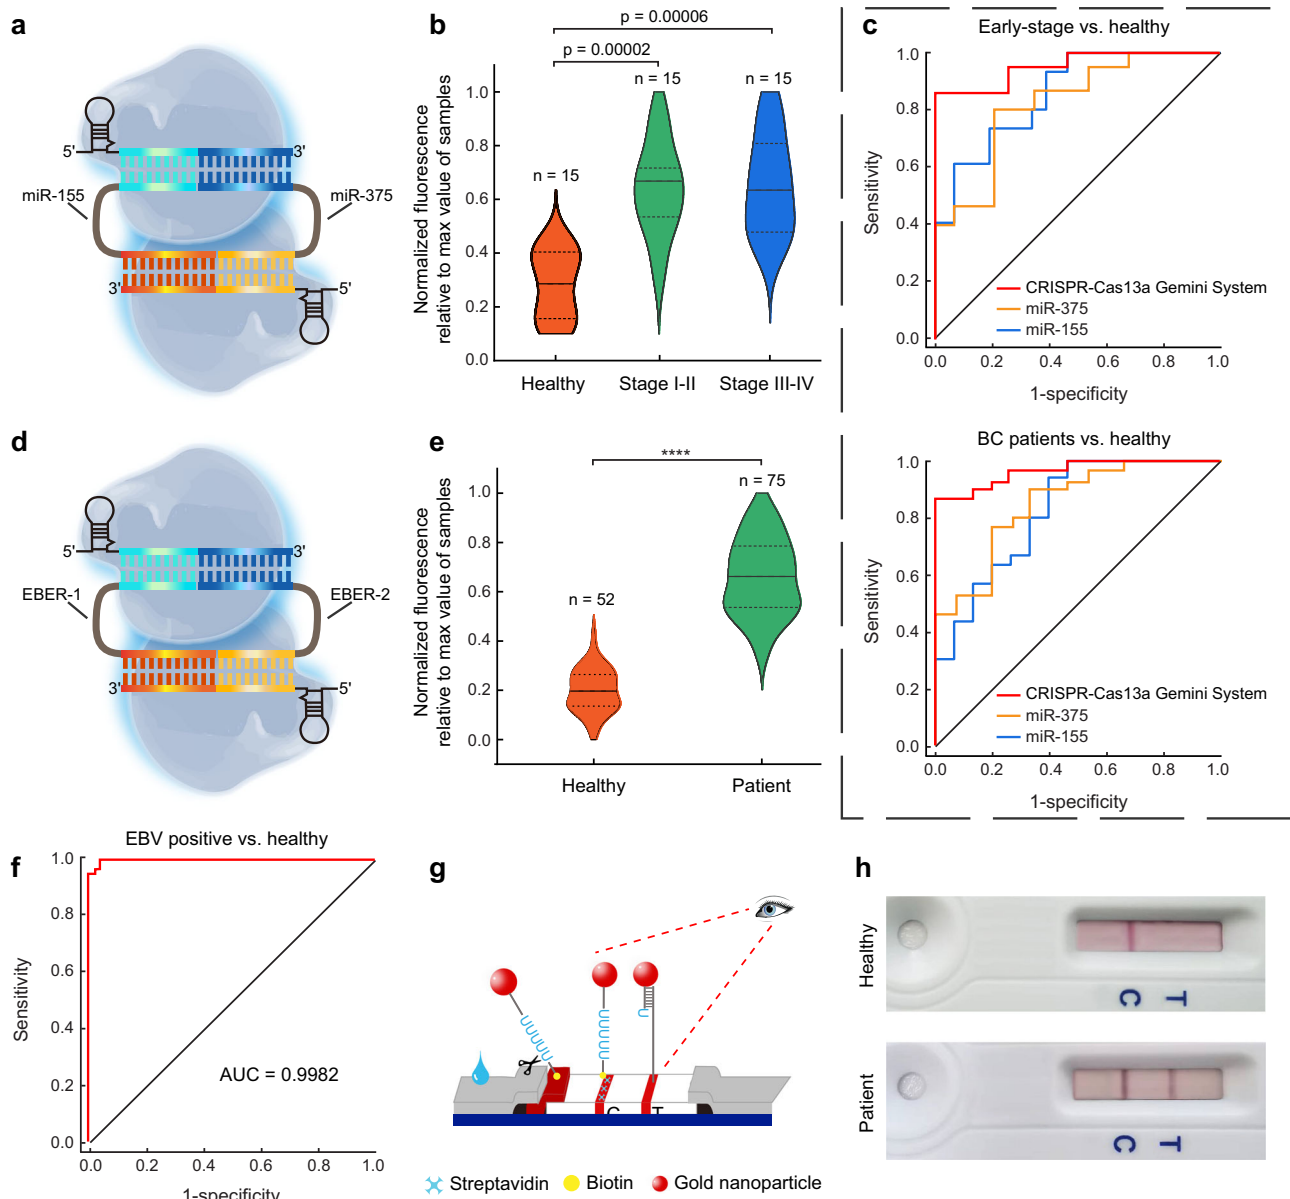 a
5'
3'
miR-155
miR-375
3'
5'
b
p = 0.00006
p = 0.00002
n = 15
n = 15
n = 15
Normalized fluorescence
relative to max value of samples
1.0
0.8
0.6
0.4
0.2
0.0
Healthy
Stage I-II
Stage III-IV
c
Early-stage vs. healthy
Sensitivity
1.0
0.8
0.6
0.4
0.2
0.0
CRISPR-Cas13a Gemini System
miR-375
miR-155
0.0 0.2 0.4 0.6 0.8 1.0
1-specificity
BC patients vs. healthy
Sensitivity
1.0
0.8
0.6
0.4
0.2
0.0
CRISPR-Cas13a Gemini System
miR-375
miR-155
0.0 0.2 0.4 0.6 0.8 1.0
1-specificity
d
5'
3'
EBER-1
EBER-2
3'
5'
e
****
n = 75
n = 52
Normalized fluorescence
relative to max value of samples
1.0
0.8
0.6
0.4
0.2
0.0
Healthy
Patient
f
EBV positive vs. healthy
Sensitivity
1.0
0.8
0.6
0.4
0.2
0.0
AUC = 0.9982
0.0 0.2 0.4 0.6 0.8 1.0
1-specificity
g
C T
Streptavidin
Biotin
Gold nanoparticle
h
Healthy
C T
Patient
C T